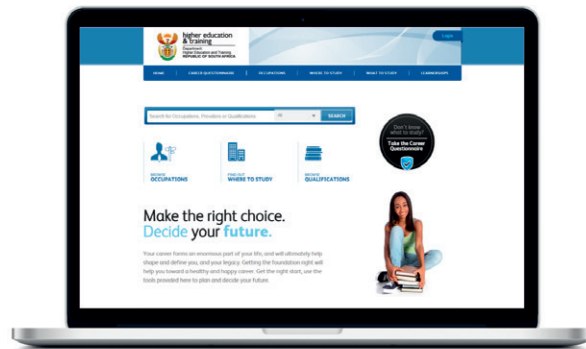 higher education
& training
Department:
Higher Education and Training
REPUBLIC OF SOUTH AFRICA
Login
HOME
CAREER QUESTIONNAIRE
OCCUPATIONS
WHERE TO STUDY
WHAT TO STUDY
LEARNERSHIPS
Search for Occupations, Providers or Qualifications
All
SEARCH
Don't know
what to study?
Take the Career
Questionnaire
BROWSE
OCCUPATIONS
FIND OUT
WHERE TO STUDY
BROWSE
QUALIFICATIONS
Make the right choice.
Decide your future.
Your career forms an enormous part of your life, and will ultimately help
shape and define you, and your legacy. Getting the foundation right will
help you toward a healthy and happy career. Get the right start, use the
tools provided here to plan and decide your future.